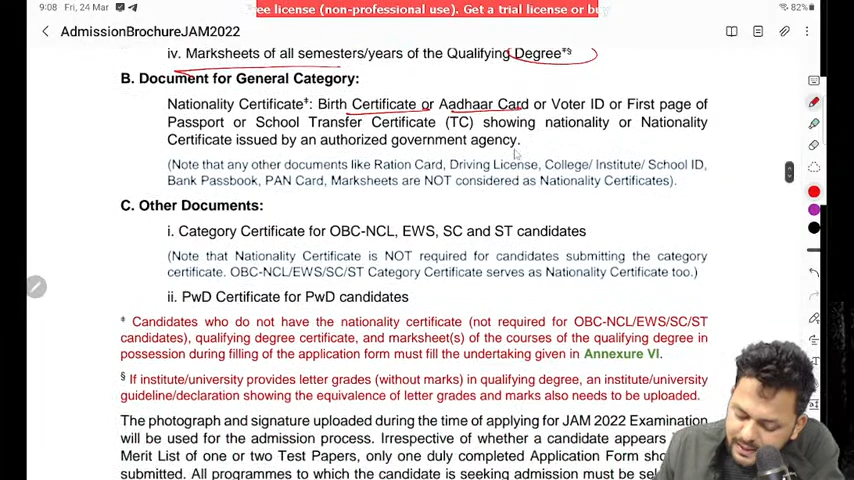 9:08 Fri, 24 Mar
82%
ee license (non-professional use). Get a trial license or bu
AdmissionBrochureJAM2022
iv. Marksheets of all semesters/years of the Qualifying Degree*§
B. Document for General Category:
Nationality Certificate‡: Birth Certificate or Aadhaar Card or Voter ID or First page of
Passport or School Transfer Certificate (TC) showing nationality or Nationality
Certificate issued by an authorized government agency.
(Note that any other documents like Ration Card, Driving License, College/ Institute/ School ID,
Bank Passbook, PAN Card, Marksheets are NOT considered as Nationality Certificates).
C. Other Documents:
i. Category Certificate for OBC-NCL, EWS, SC and ST candidates
(Note that Nationality Certificate is NOT required for candidates submitting the category
certificate. OBC-NCL/EWS/SC/ST Category Certificate serves as Nationality Certificate too.)
ii. PwD Certificate for PwD candidates
‡ Candidates who do not have the nationality certificate (not required for OBC-NCL/EWS/SC/ST
candidates), qualifying degree certificate, and marksheet(s) of the courses of the qualifying degree in
possession during filling of the application form must fill the undertaking given in Annexure VI.
§ If institute/university provides letter grades (without marks) in qualifying degree, an institute/university
guideline/declaration showing the equivalence of letter grades and marks also needs to be uploaded.
The photograph and signature uploaded during the time of applying for JAM 2022 Examination
will be used for the admission process. Irrespective of whether a candidate appears
Merit List of one or two Test Papers, only one duly completed Application Form sho
submitted. All programmes to which the candidate is seeking admission must be sel